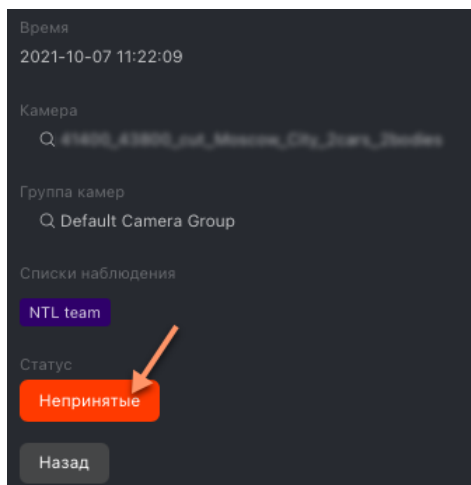 Время
2021-10-07 11:22:09
Камера
Группа камер
Default Camera Group
Списки наблюдения
NTL team
Статус
Непринятые
Назад